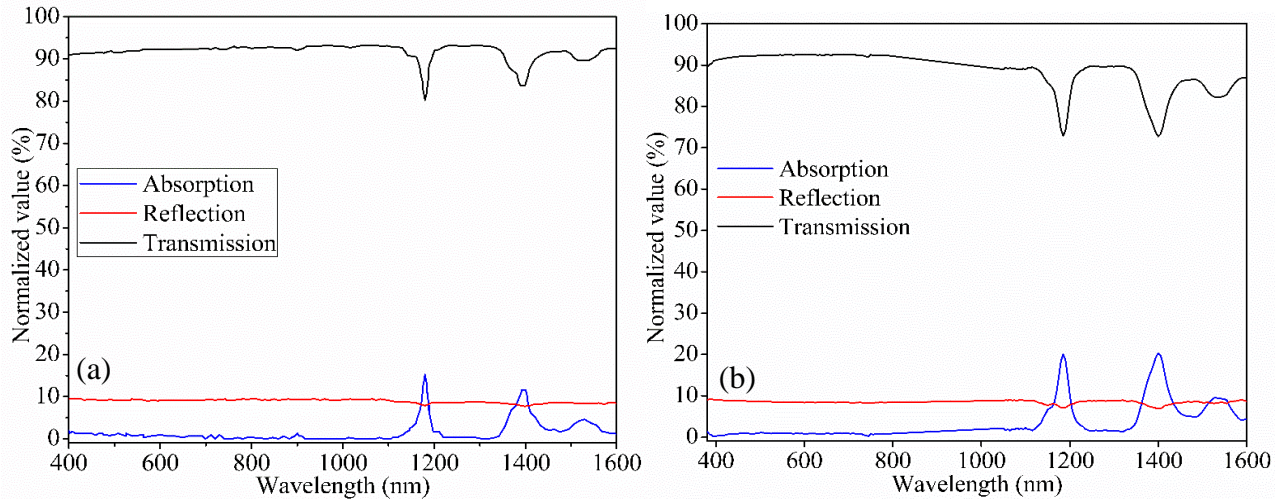 100
90
80
70
60
50
40
30
20
10
0
Normalized value (%)
Absorption
Reflection
Transmission
(a)
400 600 800 1000 1200 1400 1600
Wavelength (nm)
100
90
80
70
60
50
40
30
20
10
0
Normalized value (%)
Absorption
Reflection
Transmission
(b)
400 600 800 1000 1200 1400 1600
Wavelength (nm)